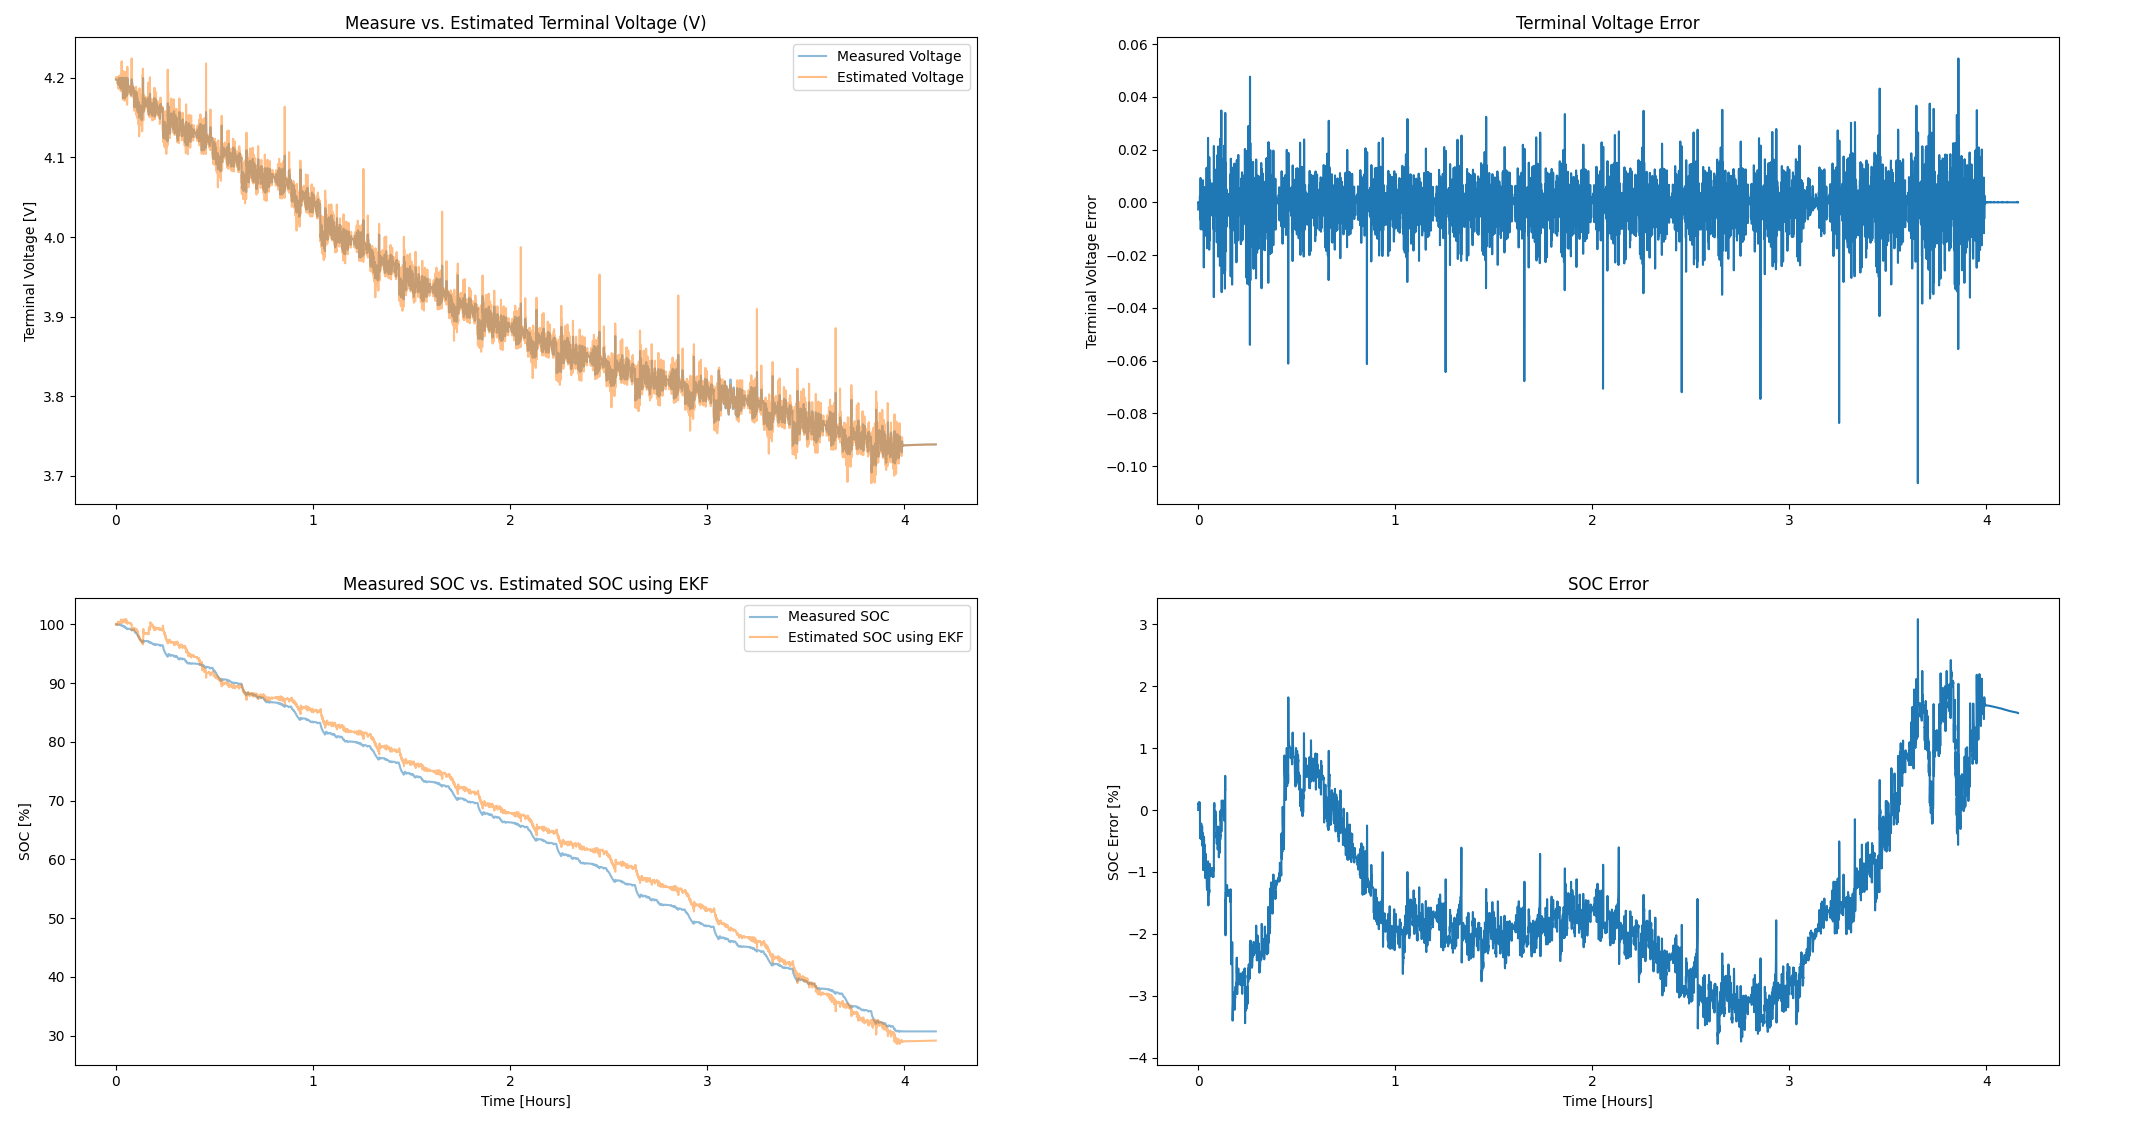 Measure vs. Estimated Terminal Voltage (V)
Terminal Voltage [V]
4.2
4.1
4.0
3.9
3.8
3.7
Measured Voltage
Estimated Voltage
0 1 2 3 4
Terminal Voltage Error
Terminal Voltage Error
0.06
0.04
0.02
0.00
−0.02
−0.04
−0.06
−0.08
−0.10
0 1 2 3 4
Measured SOC vs. Estimated SOC using EKF
SOC [%]
100
90
80
70
60
50
40
30
Measured SOC
Estimated SOC using EKF
0 1 2 3 4
Time [Hours]
SOC Error
SOC Error [%]
3
2
1
0
−1
−2
−3
−4
0 1 2 3 4
Time [Hours]